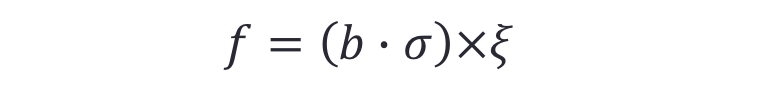 f = (b · σ)×ξ